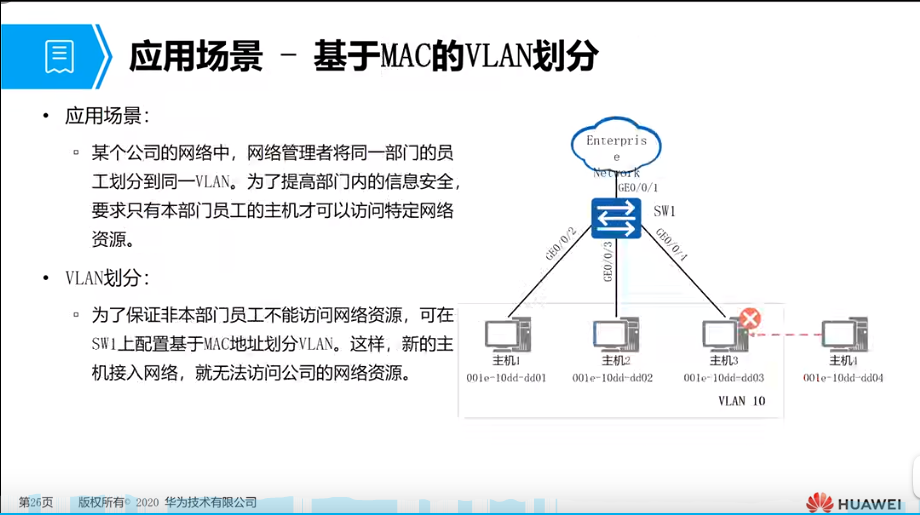 应用场景 – 基于MAC的VLAN划分
• 应用场景：
▫ 某个公司的网络中，网络管理者将同一部门的员
工划分到同一VLAN。为了提高部门内的信息安全，
要求只有本部门员工的主机才可以访问特定网络
资源。
• VLAN划分：
▫ 为了保证非本部门员工不能访问网络资源，可在
SW1上配置基于MAC地址划分VLAN。这样，新的主
机接入网络，就无法访问公司的网络资源。
Enterpris
e
Network
GE0/0/1
SW1
GE0/0/2
GE0/0/3
GE0/0/4
主机1
主机2
主机3
主机4
001e-10dd-dd01
001e-10dd-dd02
001e-10dd-dd03
001e-10dd-dd04
VLAN 10
第26页 版权所有© 2020 华为技术有限公司
HUAWEI